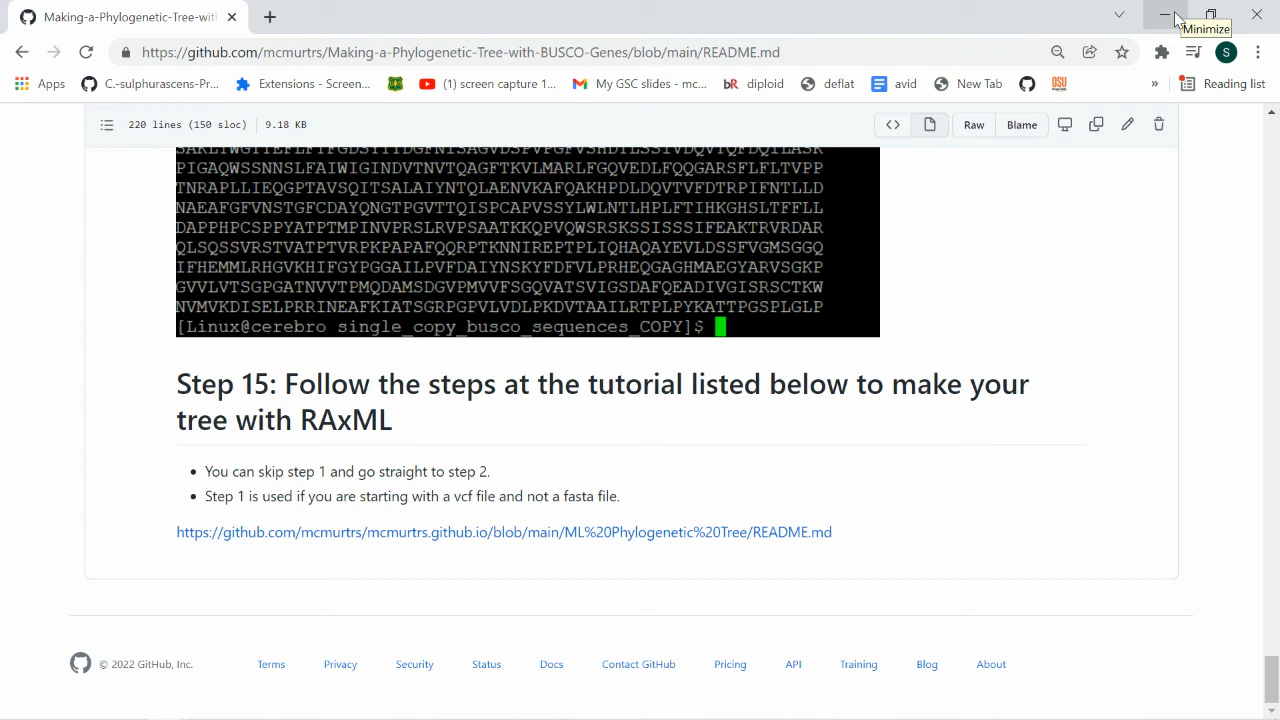 Making-a-Phylogenetic-Tree-with
Minimize
https://github.com/mcmurtrs/Making-a-Phylogenetic-Tree-with-BUSCO-Genes/blob/main/README.md
S
Apps
C.-sulphurascens-Pr...
Extensions - Screen...
(1) screen capture 1...
My GSC slides - mc...
bR diploid
deflat
avid
New Tab
OSU
»
Reading list
220 lines (150 sloc)
9.18 KB
Raw
Blame
PIGAQWSSNNSLFAIWIGINDVTNVTQAGFTKVLMARLFGQVEDLFQQGARSFLFLTVPP
TNRAPLLIEQGPTAVSQITSALAIYNTQLAENVKAFQAKHPDLDQVTVFDTRPIFNTLLD
NAEAFGFVNSTGFCDAYQNGTPGVTTQISPCAPVSSYLWLNTLHPLFTIHKGHSLTFFLL
DAPPHPCSPPYATPTMPINVPRSLRVPSAATKKQPVQWSRSKSSISSSIFEAKTRVRDAR
QLSQSSVRSTVATPTVRPKPAPAFQQRPTKNNIREPTPLIQHAQAYEVLDSSFVGMSGGQ
IFHEMMLRHGVKHIFGYPGGAILPVFDAIYNSKYFDFVLPRHEQGAGHMAEGYARVSGKP
GVVLVTSGPGATNVVTPMQDAMSDGVPMVVFSGQVATSVIGSDAFQEADIVGISRSCTKW
NVMVKDISELPRRINEAFKIATSGRPGPVLVDLPKDVTAAILRTPLPYKATTPGSPLGLP
[Linux@cerebro single_copy_busco_sequences_COPY]$
Step 15: Follow the steps at the tutorial listed below to make your
tree with RAxML
You can skip step 1 and go straight to step 2.
Step 1 is used if you are starting with a vcf file and not a fasta file.
https://github.com/mcmurtrs/mcmurtrs.github.io/blob/main/ML%20Phylogenetic%20Tree/README.md
© 2022 GitHub, Inc.
Terms
Privacy
Security
Status
Docs
Contact GitHub
Pricing
API
Training
Blog
About